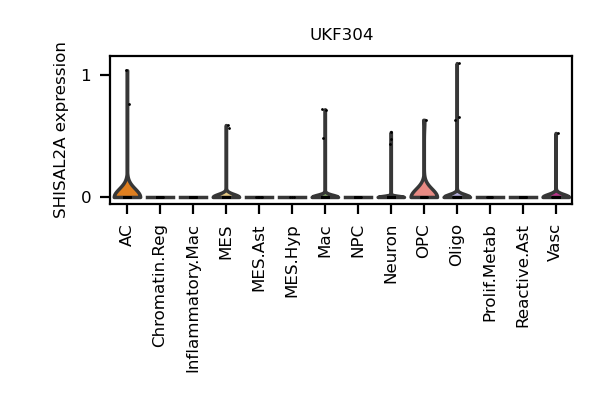 UKF304
SHISAL2A expression
1
0
AC
Chromatin.Reg
Inflammatory.Mac
MES
MES.Ast
MES.Hyp
Mac
NPC
Neuron
OPC
Oligo
Prolif.Metab
Reactive.Ast
Vasc